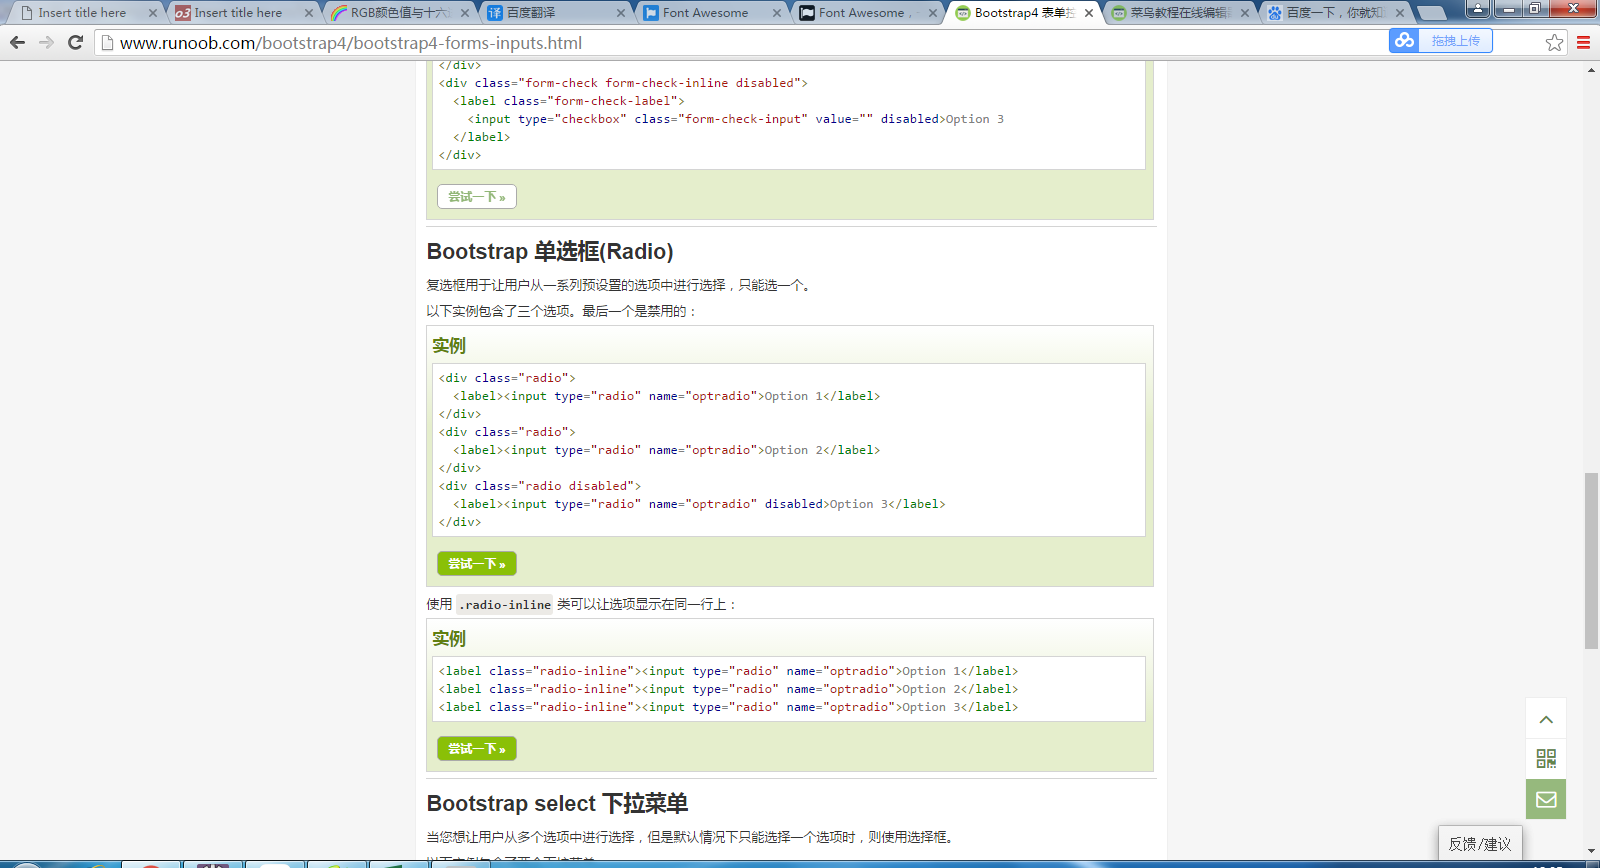 Insert title here
Insert title here
RGB颜色值与十六
百度翻译
Font Awesome
Font Awesome
Bootstrap4 表单控
菜鸟教程在线编辑
百度一下，你就知
www.runoob.com/bootstrap4/bootstrap4-forms-inputs.html
拖拽上传
</div>
<div class="form-check form-check-inline disabled">
<label class="form-check-label">
<input type="checkbox" class="form-check-input" value="" disabled>Option 3
</label>
</div>
尝试一下 »
Bootstrap 单选框(Radio)
复选框用于让用户从一系列预设置的选项中进行选择，只能选一个。
以下实例包含了三个选项。最后一个是禁用的：
实例
<div class="radio">
<label><input type="radio" name="optradio">Option 1</label>
</div>
<div class="radio">
<label><input type="radio" name="optradio">Option 2</label>
</div>
<div class="radio disabled">
<label><input type="radio" name="optradio" disabled>Option 3</label>
</div>
尝试一下 »
使用 .radio-inline 类可以让选项显示在同一行上：
实例
<label class="radio-inline"><input type="radio" name="optradio">Option 1</label>
<label class="radio-inline"><input type="radio" name="optradio">Option 2</label>
<label class="radio-inline"><input type="radio" name="optradio">Option 3</label>
尝试一下 »
Bootstrap select 下拉菜单
当您想让用户从多个选项中进行选择，但是默认情况下只能选择一个选项时，则使用选择框。
反馈/建议